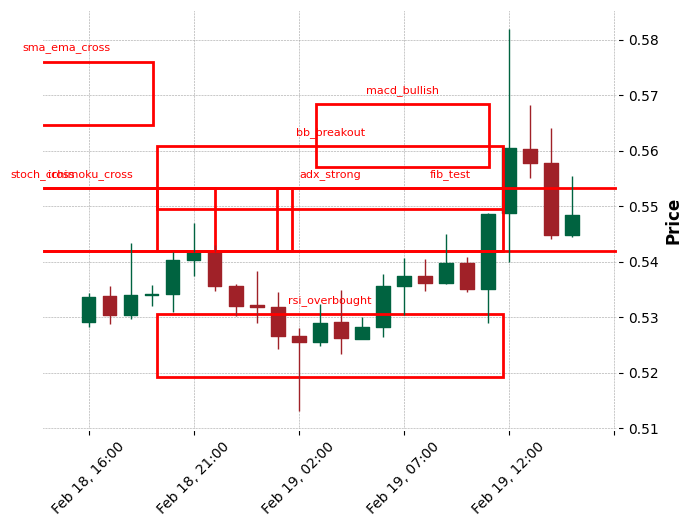 sma_ema_cross
macd_bullish
bb_breakout
stoch_cross
ichimoku_cross
adx_strong
fib_test
rsi_overbought
0.58
0.57
0.56
0.55
0.54
0.53
0.52
0.51
Price
Feb 18, 16:00
Feb 18, 21:00
Feb 19, 02:00
Feb 19, 07:00
Feb 19, 12:00